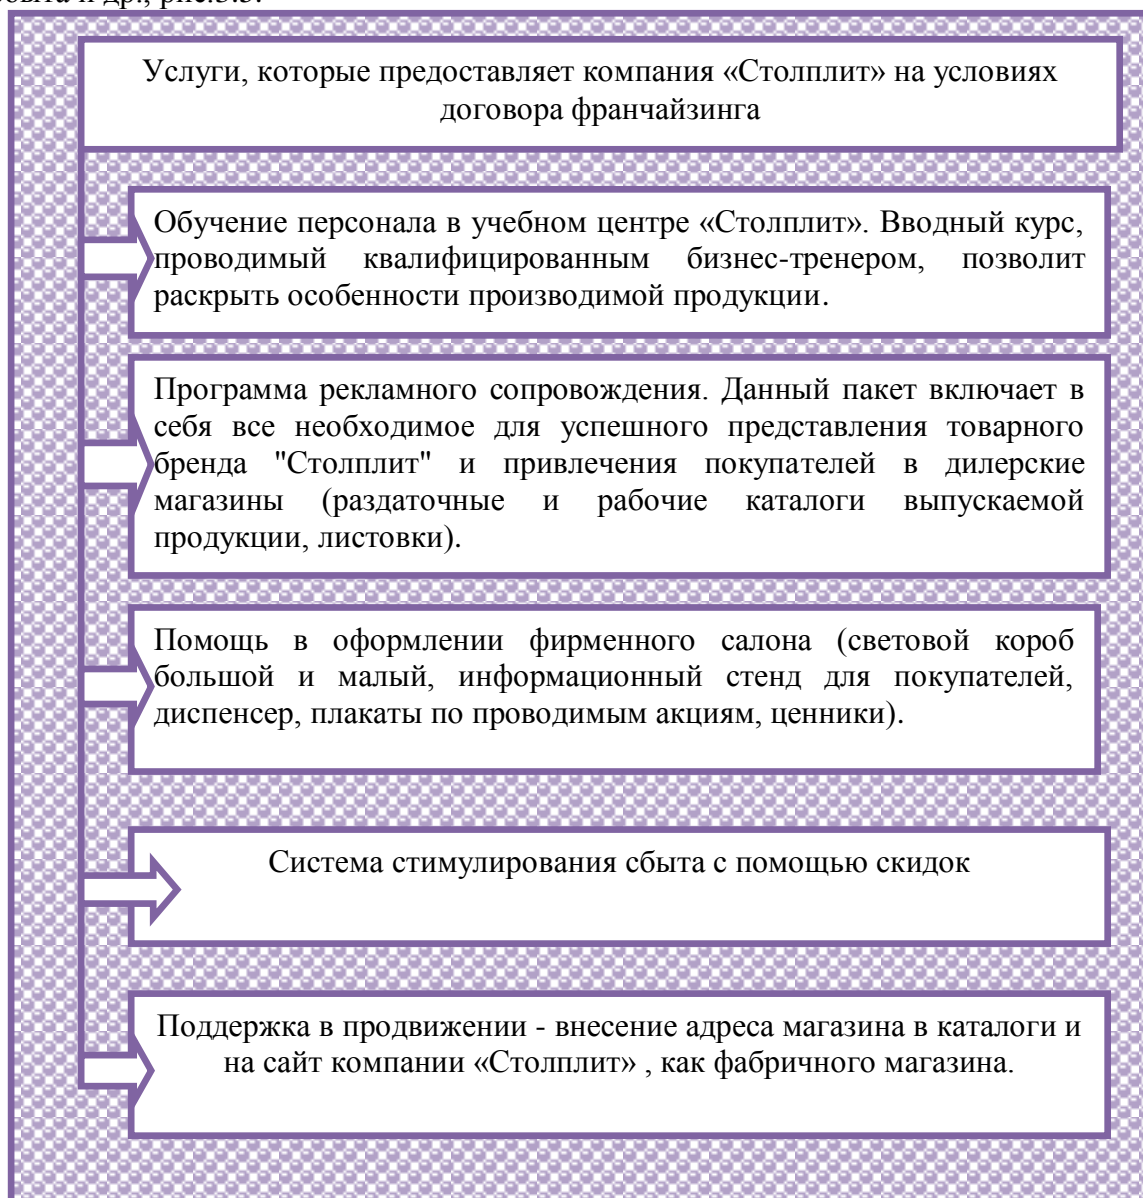 Услуги, которые предоставляет компания «Столплит» на условиях
договора франчайзинга
Обучение персонала в учебном центре «Столплит». Вводный курс,
проводимый квалифицированным бизнес-тренером, позволит
раскрыть особенности производимой продукции.
Программа рекламного сопровождения. Данный пакет включает в
себя все необходимое для успешного представления товарного
бренда "Столплит" и привлечения покупателей в дилерские
магазины (раздаточные и рабочие каталоги выпускаемой
продукции, листовки).
Помощь в оформлении фирменного салона (световой короб
большой и малый, информационный стенд для покупателей,
диспенсер, плакаты по проводимым акциям, ценники).
Система стимулирования сбыта с помощью скидок
Поддержка в продвижении - внесение адреса магазина в каталоги и
на сайт компании «Столплит» , как фабричного магазина.